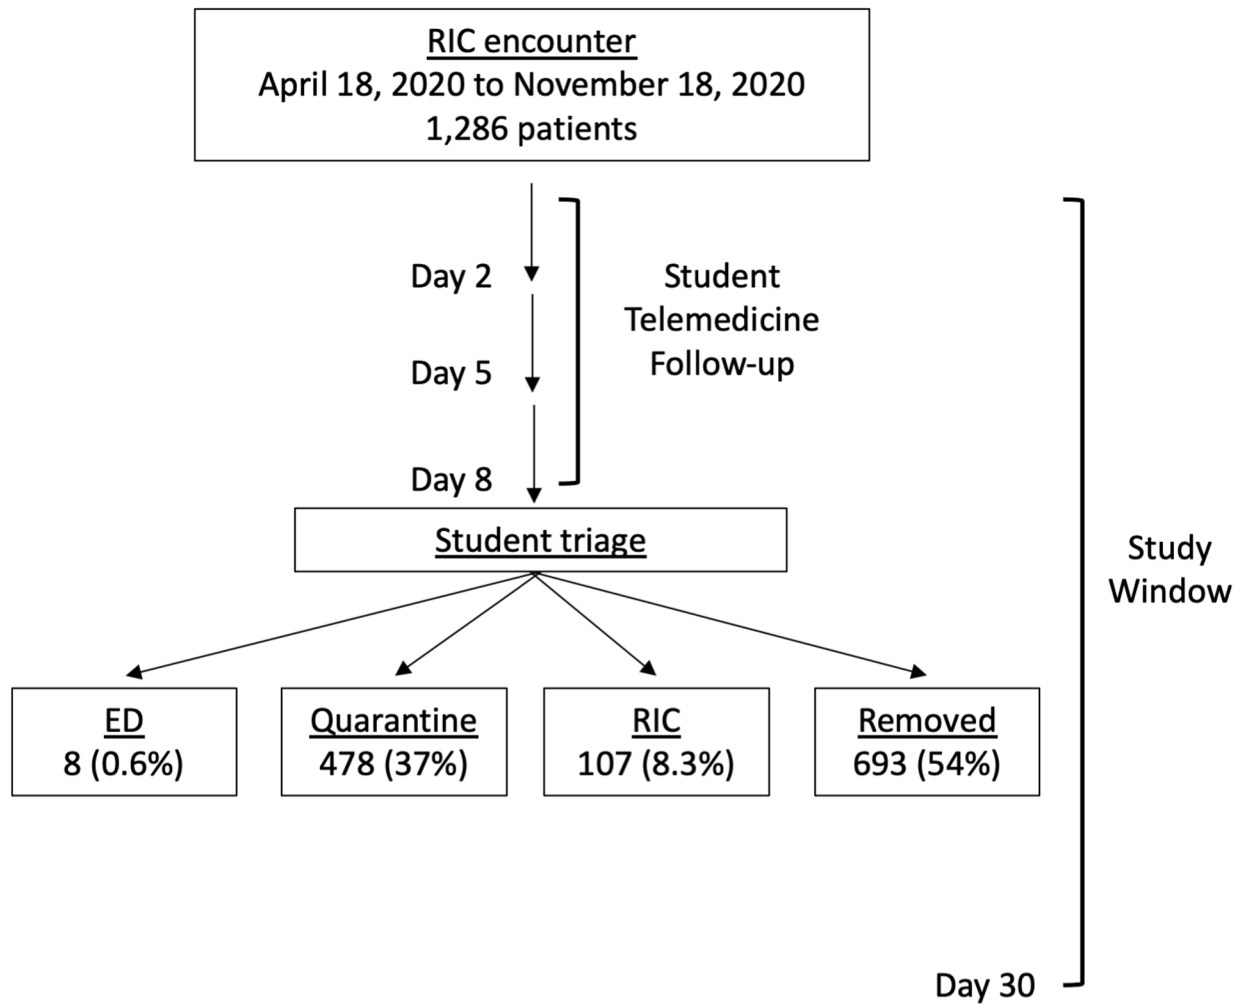 RIC encounter
April 18, 2020 to November 18, 2020
1,286 patients
Day 2
Day 5
Day 8
Student
Telemedicine
Follow-up
Student triage
Study
Window
ED
8 (0.6%)
Quarantine
478 (37%)
RIC
107 (8.3%)
Removed
693 (54%)
Day 30